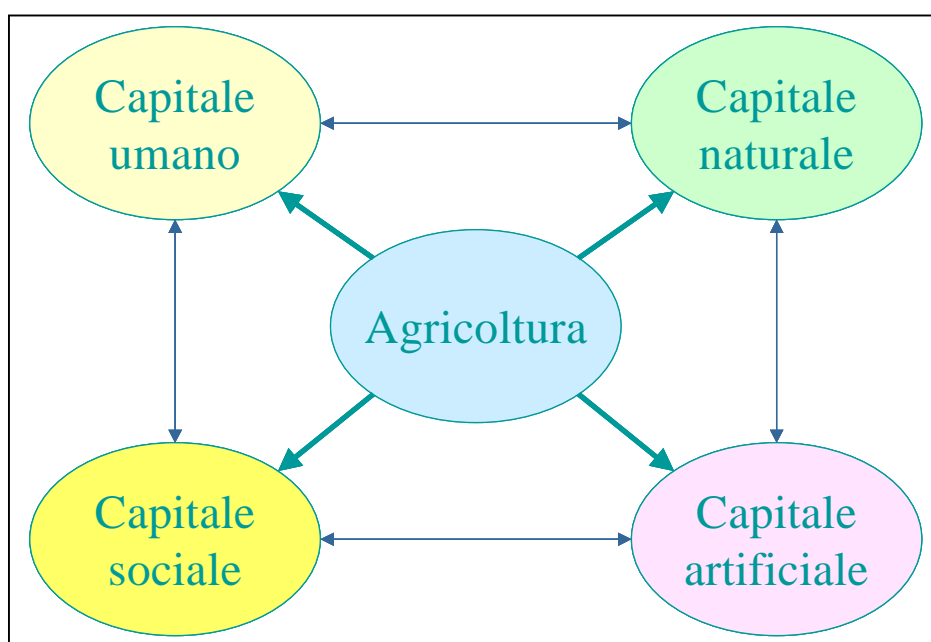 Capitale
umano
Capitale
naturale
Agricoltura
Capitale
sociale
Capitale
artificiale